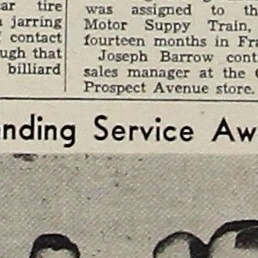 ar tire
jarring
contact
ugh that
billiard
was assigned to th
Motor Suppy Train,
fourteen months in Fra
Joseph Barrow cont
sales manager at the
Prospect Avenue store.
nding Service Aw